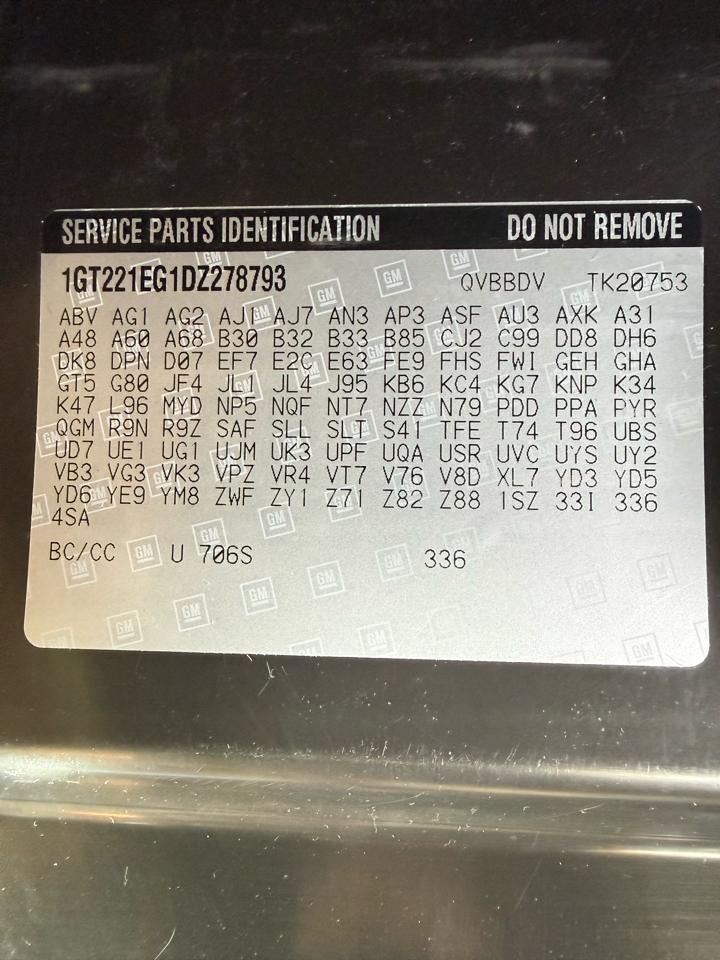 SERVICE PARTS IDENTIFICATION DO NOT REMOVE
1GT221EG1DZ278793 QVBBDV TK20753
ABV AG1 AG2 AJ1 AJ7 AN3 AP3 ASF AU3 AXK A31
A48 A60 A68 B30 B32 B33 B85 CJ2 C99 DD8 DH6
DK8 DPN D07 EF7 E2C E63 FE9 FHS FWI GEH GHA
GT5 G80 JF4 JL1 JL4 J95 KB6 KC4 KG7 KNP K34
K47 L96 MYD NP5 NQF NT7 NZZ N79 PDD PPA PYR
QGM R9N R9Z SAF SLL SLT S41 TFE T74 T96 UBS
UD7 UE1 UG1 UJM UK3 UPF UQA USR UVC UYS UY2
VB3 VG3 VK3 VPZ VR4 VT7 V76 V8D XL7 YD3 YD5
YD6 YE9 YM8 ZWF ZY1 Z71 Z82 Z88 1SZ 33I 336
4SA
BC/CC U 706S 336